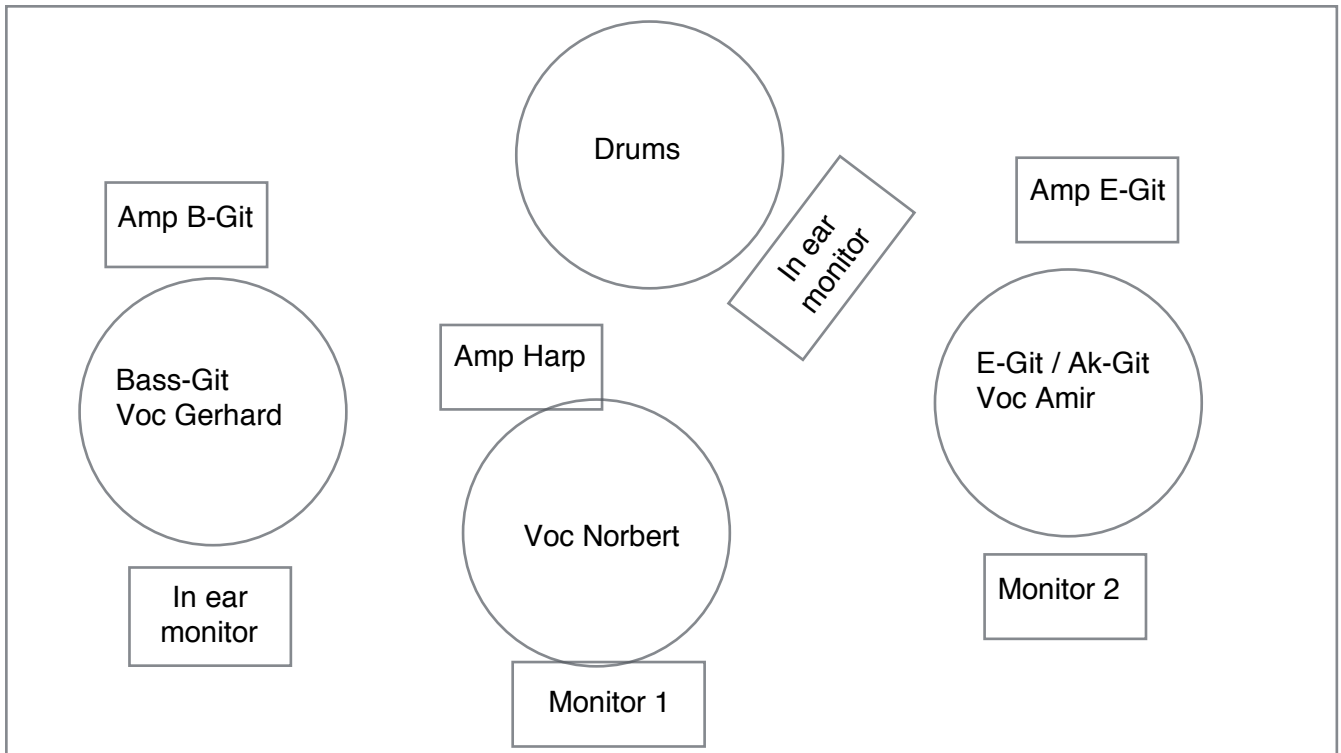 Drums
Amp B-Git
Amp E-Git
In ear
monitor
Amp Harp
Bass-Git
Voc Gerhard
E-Git / Ak-Git
Voc Amir
Voc Norbert
In ear
monitor
Monitor 2
Monitor 1